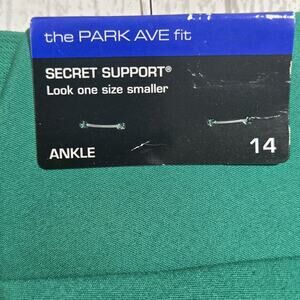 the PARK AVE fit
SECRET SUPPORT®
Look one size smaller
ANKLE 14